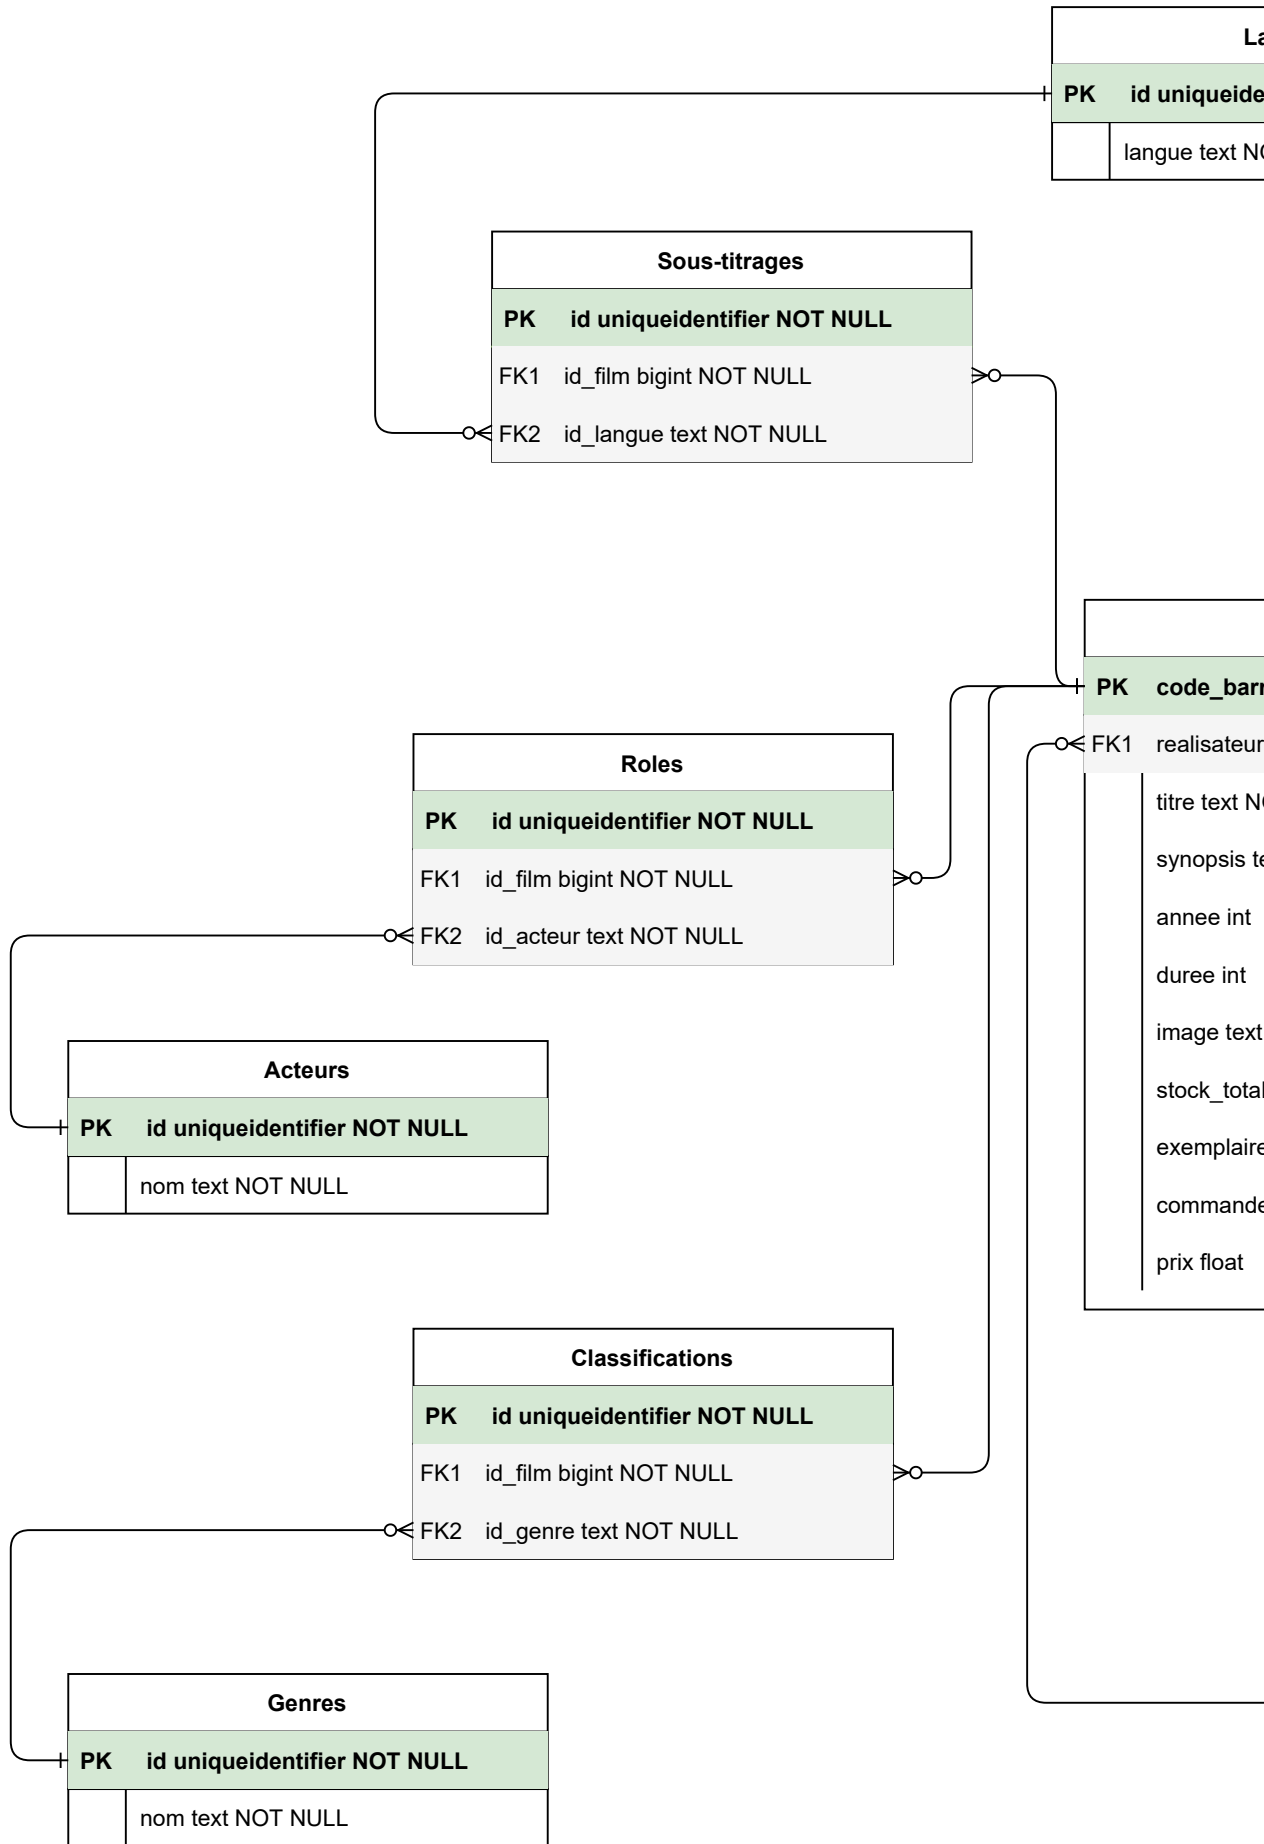 La
PK id uniqueide
langue text NO
Sous-titrages
PK id uniqueidentifier NOT NULL
FK1 id_film bigint NOT NULL
FK2 id_langue text NOT NULL
PK code_barr
FK1 realisateur
titre text NO
synopsis te
annee int
duree int
image text
stock_total
exemplaire
commande
prix float
Roles
PK id uniqueidentifier NOT NULL
FK1 id_film bigint NOT NULL
FK2 id_acteur text NOT NULL
Acteurs
PK id uniqueidentifier NOT NULL
nom text NOT NULL
Classifications
PK id uniqueidentifier NOT NULL
FK1 id_film bigint NOT NULL
FK2 id_genre text NOT NULL
Genres
PK id uniqueidentifier NOT NULL
nom text NOT NULL